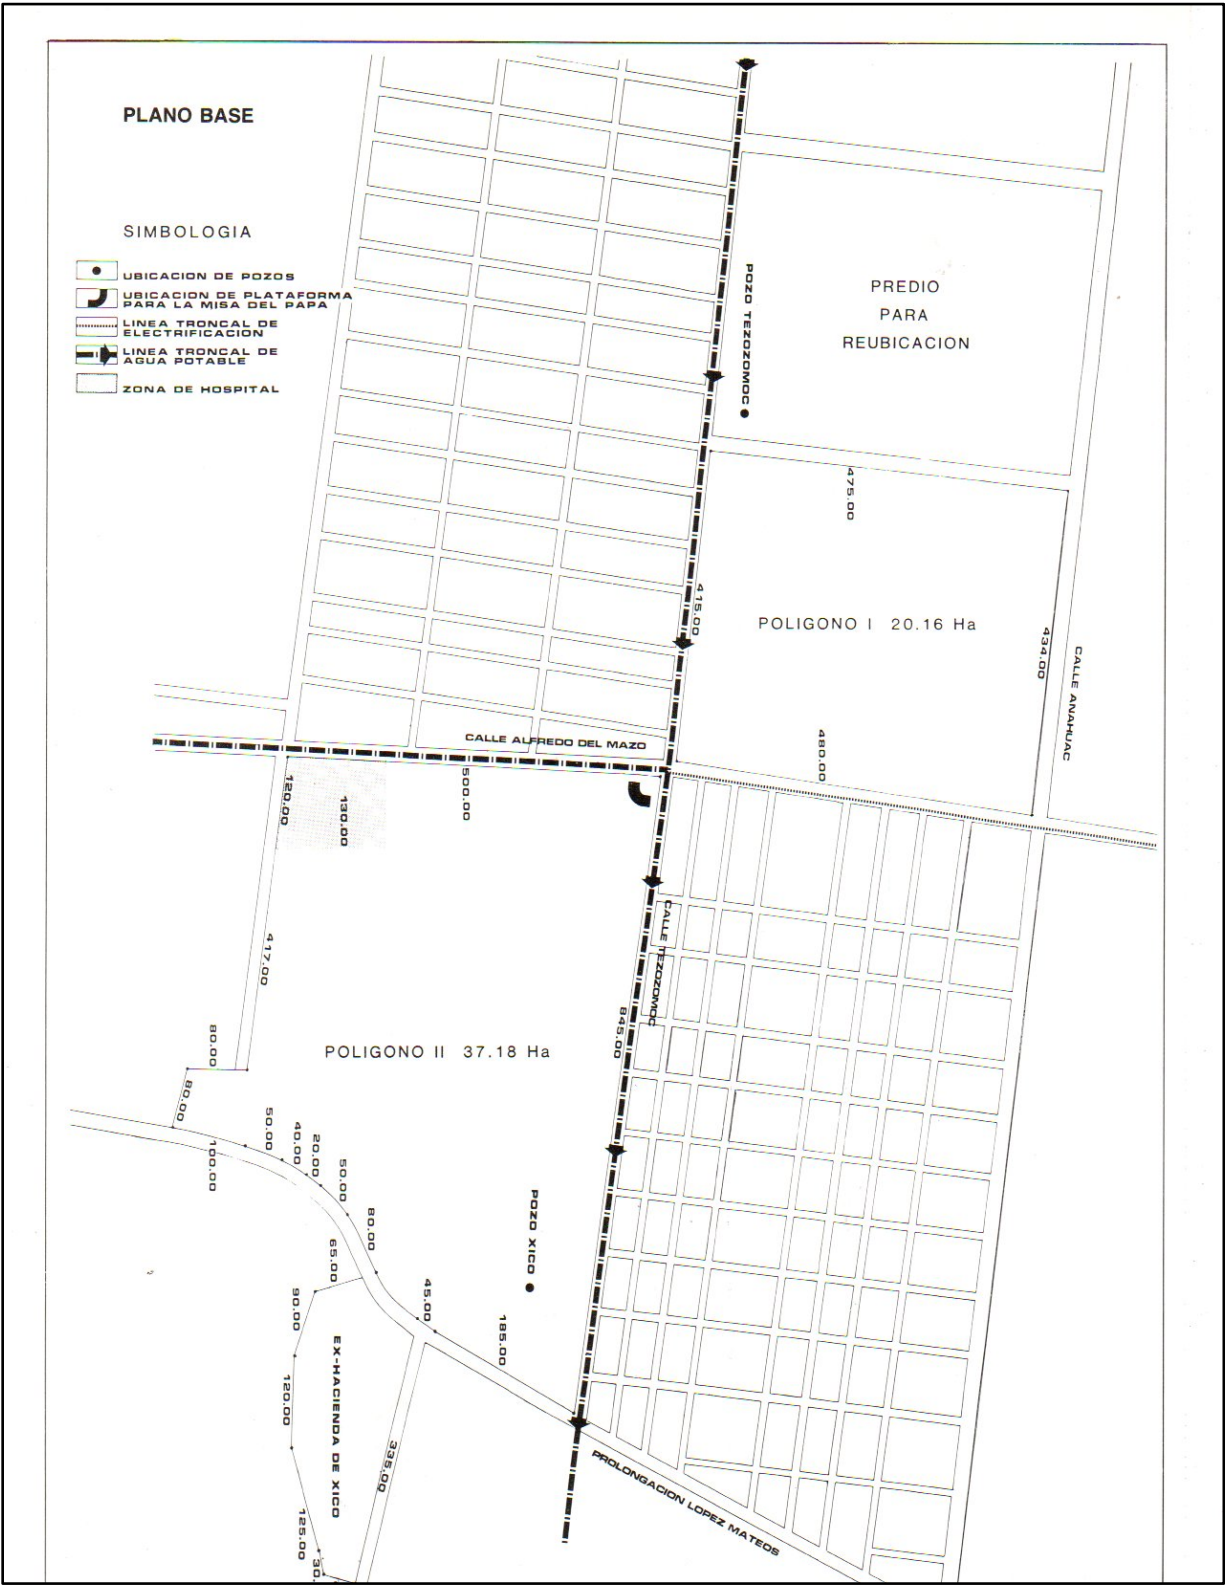 PLANO BASE
SIMBOLOGIA
UBICACION DE POZOS
UBICACION DE PLATAFORMA
PARA LA MISA DEL PAPA
LINEA TRONCAL DE
ELECTRIFICACION
LINEA TRONCAL DE
AGUA POTABLE
ZONA DE HOSPITAL
POZO TEZOZOMOC
PREDIO
PARA
REUBICACION
475.00
415.00
POLIGONO I 20.16 Ha
434.00
CALLE ANAHUAC
480.00
CALLE ALFREDO DEL MAZO
120.00
130.00
500.00
CALLE TEZOZOMOC
417.00
845.00
80.00
POLIGONO II 37.18 Ha
80.00
100.00
50.00
40.00
20.00
50.00
80.00
POZO XICO
65.00
90.00
45.00
185.00
EX-HACIENDA DE XICO
120.00
335.00
PROLONGACION LOPEZ MATEOS
125.00
30.